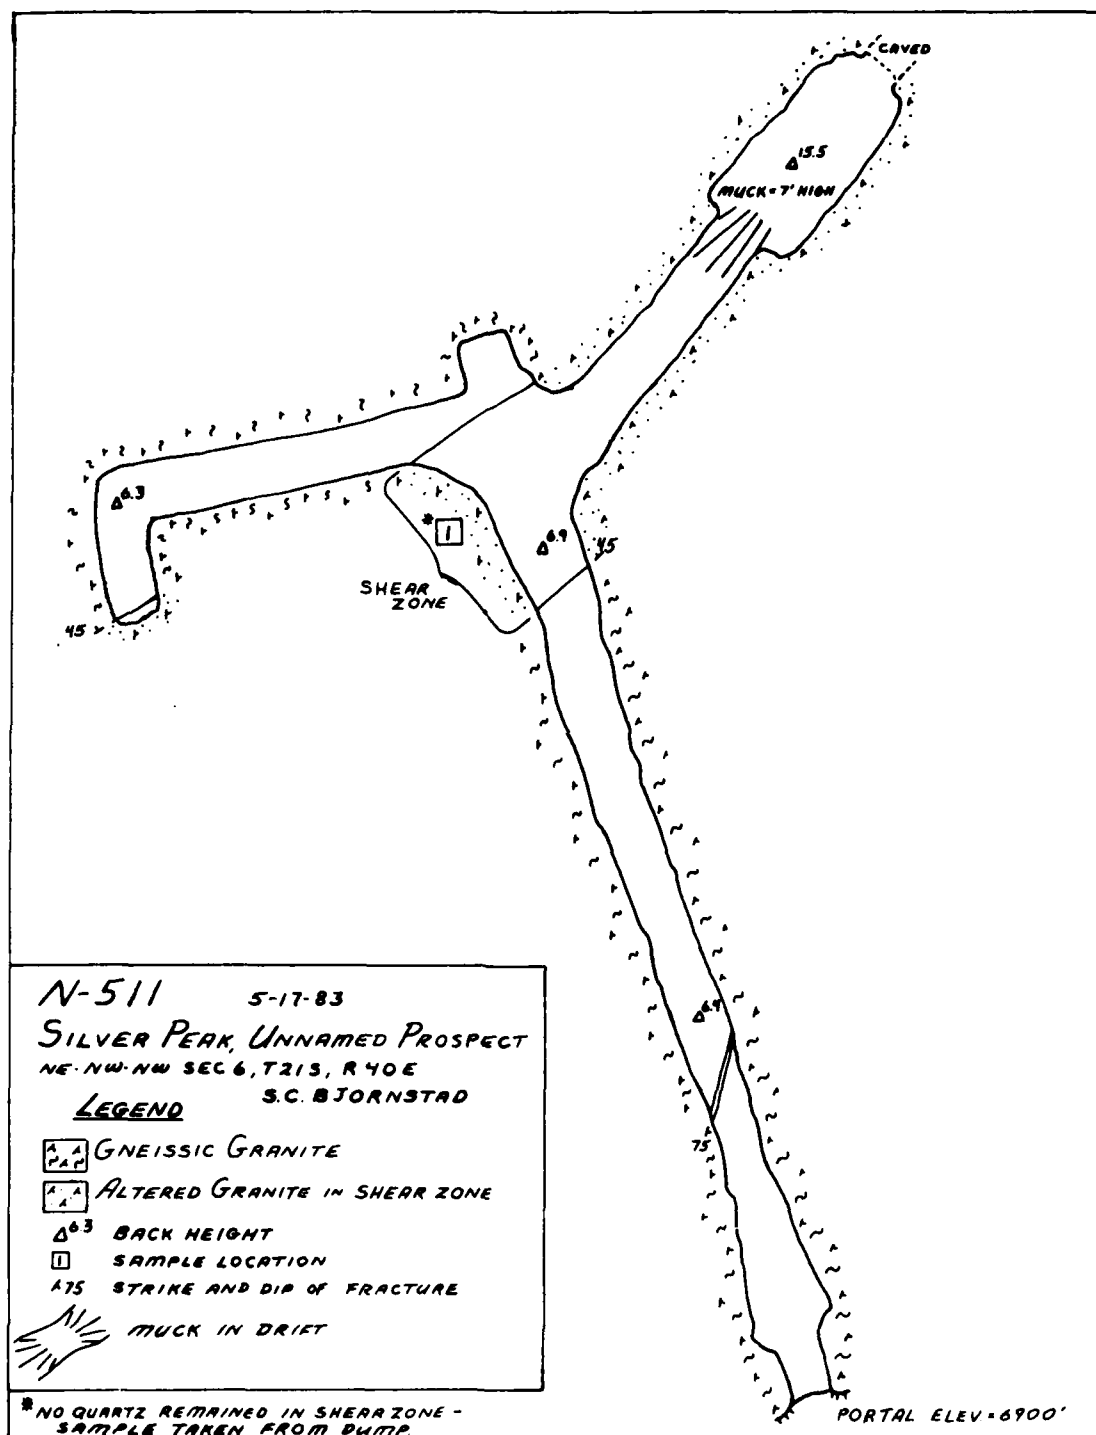 CAVED
15.5
MUCK = 7' HIGH
6.3
* 1
6.9
45
SHEAR
ZONE
45
6.9
75
N-511 5-17-83
SILVER PEAK, UNNAMED PROSPECT
NE-NW-NW SEC 6, T21S, R40E
S.C. BJORNSTAD
LEGEND
GNEISSIC GRANITE
ALTERED GRANITE IN SHEAR ZONE
6.3 BACK HEIGHT
1 SAMPLE LOCATION
75 STRIKE AND DIP OF FRACTURE
MUCK IN DRIFT
* NO QUARTZ REMAINED IN SHEAR ZONE -
SAMPLE TAKEN FROM DUMP.
PORTAL ELEV = 6900'